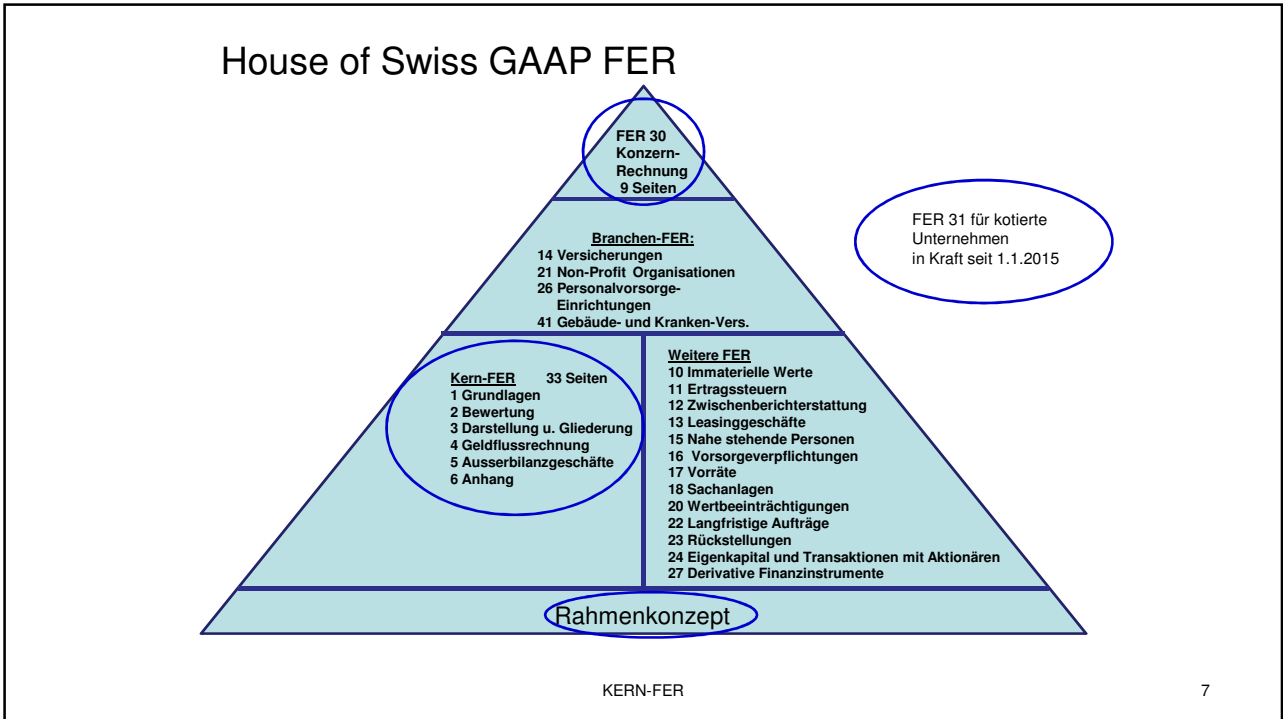 House of Swiss GAAP FER
FER 30
Konzern-
Rechnung
9 Seiten
FER 31 für kotierte
Unternehmen
in Kraft seit 1.1.2015
Branchen-FER:
14 Versicherungen
21 Non-Profit Organisationen
26 Personalvorsorge-
Einrichtungen
41 Gebäude- und Kranken-Vers.
Kern-FER 33 Seiten
1 Grundlagen
2 Bewertung
3 Darstellung u. Gliederung
4 Geldflussrechnung
5 Ausserbilanzgeschäfte
6 Anhang
Weitere FER
10 Immaterielle Werte
11 Ertragssteuern
12 Zwischenberichterstattung
13 Leasinggeschäfte
15 Nahe stehende Personen
16 Vorsorgeverpflichtungen
17 Vorräte
18 Sachanlagen
20 Wertbeeinträchtigungen
22 Langfristige Aufträge
23 Rückstellungen
24 Eigenkapital und Transaktionen mit Aktionären
27 Derivative Finanzinstrumente
Rahmenkonzept
KERN-FER 7